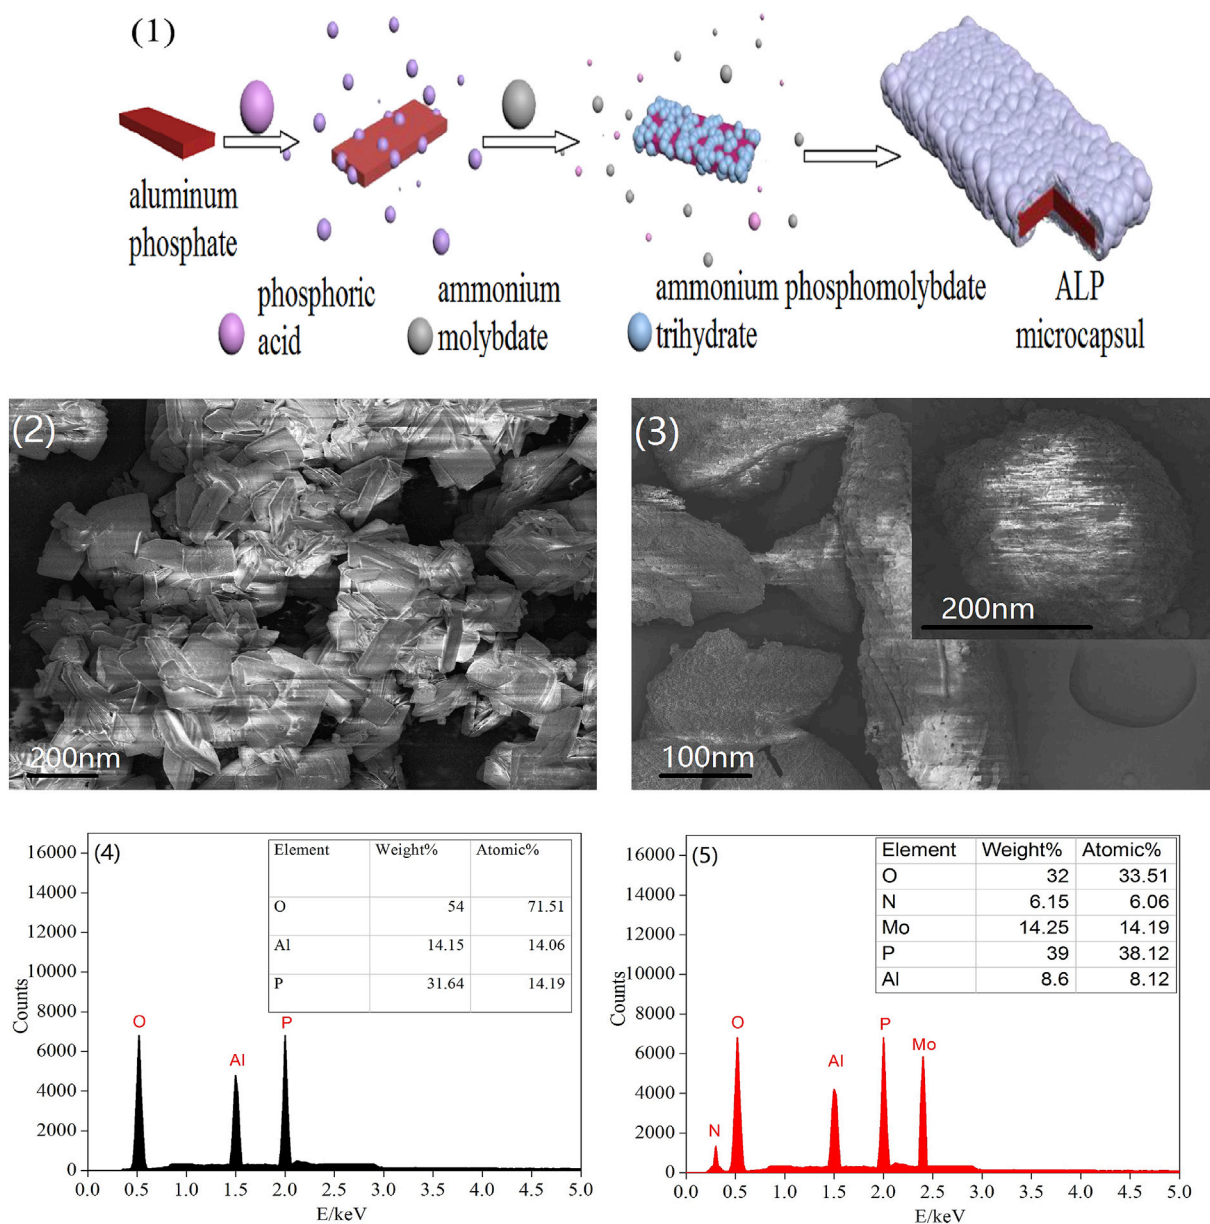 (1)
aluminum
phosphate
phosphoric
acid
ammonium
molybdate
ammonium phosphomolybdate
trihydrate
ALP
microcapsul
(2)
200nm
(3)
200nm
100nm
(4)
Element Weight% Atomic%
O 54 71.51
Al 14.15 14.06
P 31.64 14.19
16000
14000
12000
10000
8000
6000
4000
2000
0
Counts
O
Al
P
0.0 0.5 1.0 1.5 2.0 2.5 3.0 3.5 4.0 4.5 5.0
E/keV
(5)
Element Weight% Atomic%
O 32 33.51
N 6.15 6.06
Mo 14.25 14.19
P 39 38.12
Al 8.6 8.12
16000
14000
12000
10000
8000
6000
4000
2000
0
Counts
N
O
Al
P
Mo
0.0 0.5 1.0 1.5 2.0 2.5 3.0 3.5 4.0 4.5 5.0
E/keV